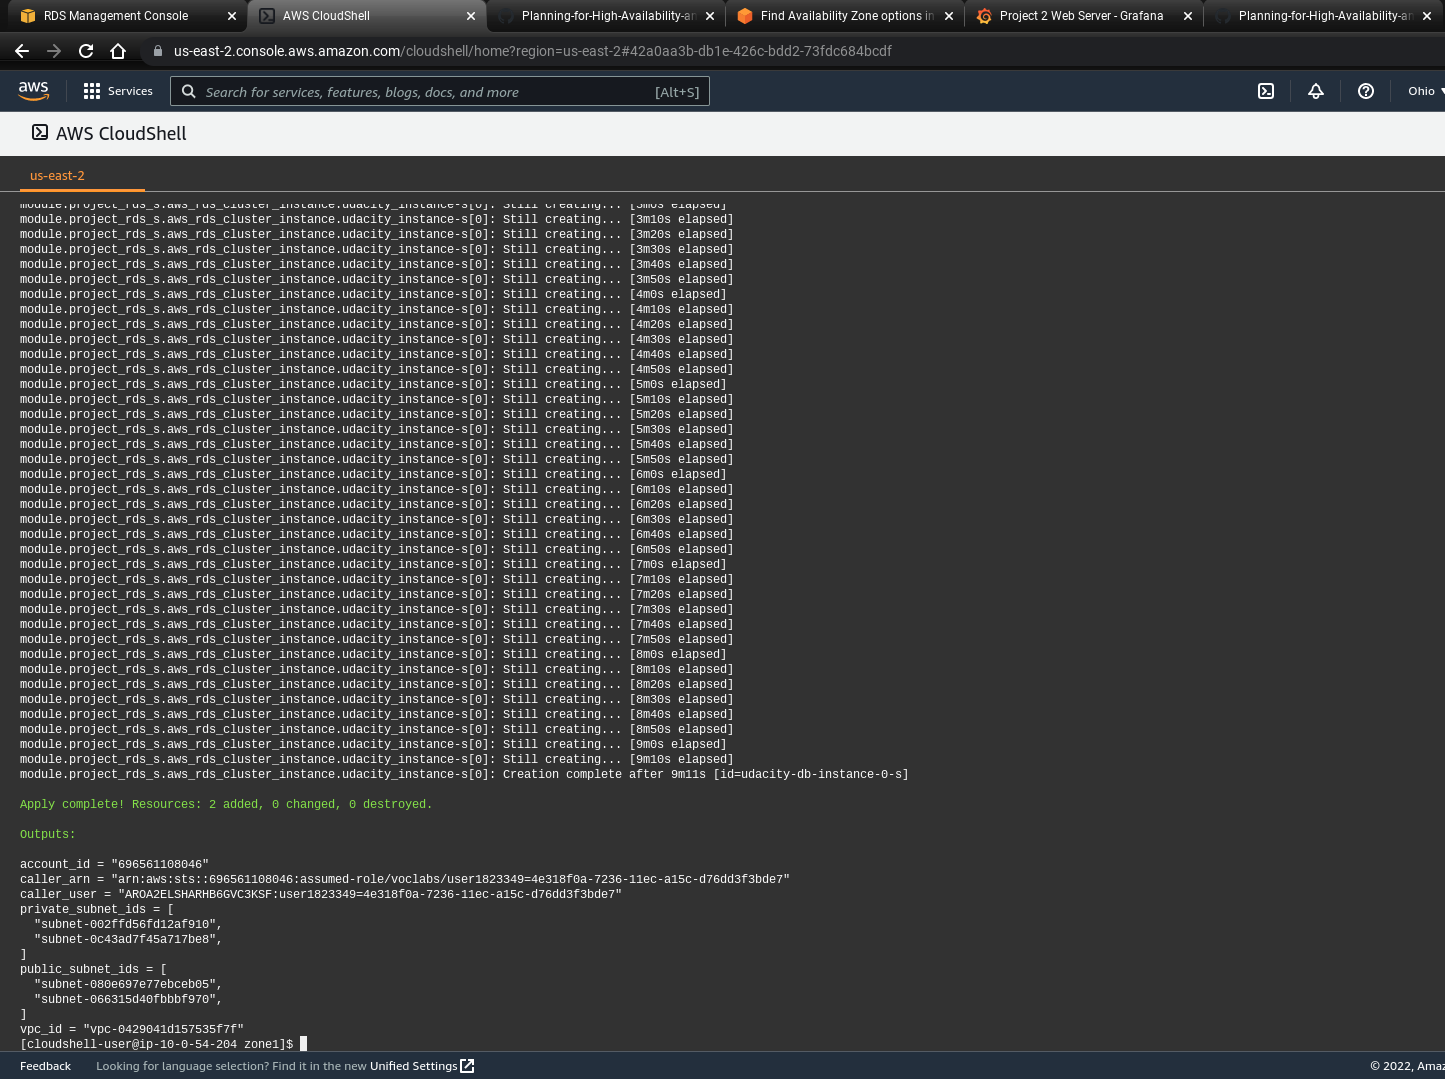 RDS Management Console
AWS CloudShell
Planning-for-High-Availability-an
Find Availability Zone options in
Project 2 Web Server - Grafana
Planning-for-High-Availability-an
us-east-2.console.aws.amazon.com/cloudshell/home?region=us-east-2#42a0aa3b-db1e-426c-bdd2-73fdc684bcdf
aws
Services
Search for services, features, blogs, docs, and more
[Alt+S]
Ohio
AWS CloudShell
us-east-2
module.project_rds_s.aws_rds_cluster_instance.udacity_instance-s[0]: Still creating... [3m0s elapsed]
module.project_rds_s.aws_rds_cluster_instance.udacity_instance-s[0]: Still creating... [3m10s elapsed]
module.project_rds_s.aws_rds_cluster_instance.udacity_instance-s[0]: Still creating... [3m20s elapsed]
module.project_rds_s.aws_rds_cluster_instance.udacity_instance-s[0]: Still creating... [3m30s elapsed]
module.project_rds_s.aws_rds_cluster_instance.udacity_instance-s[0]: Still creating... [3m40s elapsed]
module.project_rds_s.aws_rds_cluster_instance.udacity_instance-s[0]: Still creating... [3m50s elapsed]
module.project_rds_s.aws_rds_cluster_instance.udacity_instance-s[0]: Still creating... [4m0s elapsed]
module.project_rds_s.aws_rds_cluster_instance.udacity_instance-s[0]: Still creating... [4m10s elapsed]
module.project_rds_s.aws_rds_cluster_instance.udacity_instance-s[0]: Still creating... [4m20s elapsed]
module.project_rds_s.aws_rds_cluster_instance.udacity_instance-s[0]: Still creating... [4m30s elapsed]
module.project_rds_s.aws_rds_cluster_instance.udacity_instance-s[0]: Still creating... [4m40s elapsed]
module.project_rds_s.aws_rds_cluster_instance.udacity_instance-s[0]: Still creating... [4m50s elapsed]
module.project_rds_s.aws_rds_cluster_instance.udacity_instance-s[0]: Still creating... [5m0s elapsed]
module.project_rds_s.aws_rds_cluster_instance.udacity_instance-s[0]: Still creating... [5m10s elapsed]
module.project_rds_s.aws_rds_cluster_instance.udacity_instance-s[0]: Still creating... [5m20s elapsed]
module.project_rds_s.aws_rds_cluster_instance.udacity_instance-s[0]: Still creating... [5m30s elapsed]
module.project_rds_s.aws_rds_cluster_instance.udacity_instance-s[0]: Still creating... [5m40s elapsed]
module.project_rds_s.aws_rds_cluster_instance.udacity_instance-s[0]: Still creating... [5m50s elapsed]
module.project_rds_s.aws_rds_cluster_instance.udacity_instance-s[0]: Still creating... [6m0s elapsed]
module.project_rds_s.aws_rds_cluster_instance.udacity_instance-s[0]: Still creating... [6m10s elapsed]
module.project_rds_s.aws_rds_cluster_instance.udacity_instance-s[0]: Still creating... [6m20s elapsed]
module.project_rds_s.aws_rds_cluster_instance.udacity_instance-s[0]: Still creating... [6m30s elapsed]
module.project_rds_s.aws_rds_cluster_instance.udacity_instance-s[0]: Still creating... [6m40s elapsed]
module.project_rds_s.aws_rds_cluster_instance.udacity_instance-s[0]: Still creating... [6m50s elapsed]
module.project_rds_s.aws_rds_cluster_instance.udacity_instance-s[0]: Still creating... [7m0s elapsed]
module.project_rds_s.aws_rds_cluster_instance.udacity_instance-s[0]: Still creating... [7m10s elapsed]
module.project_rds_s.aws_rds_cluster_instance.udacity_instance-s[0]: Still creating... [7m20s elapsed]
module.project_rds_s.aws_rds_cluster_instance.udacity_instance-s[0]: Still creating... [7m30s elapsed]
module.project_rds_s.aws_rds_cluster_instance.udacity_instance-s[0]: Still creating... [7m40s elapsed]
module.project_rds_s.aws_rds_cluster_instance.udacity_instance-s[0]: Still creating... [7m50s elapsed]
module.project_rds_s.aws_rds_cluster_instance.udacity_instance-s[0]: Still creating... [8m0s elapsed]
module.project_rds_s.aws_rds_cluster_instance.udacity_instance-s[0]: Still creating... [8m10s elapsed]
module.project_rds_s.aws_rds_cluster_instance.udacity_instance-s[0]: Still creating... [8m20s elapsed]
module.project_rds_s.aws_rds_cluster_instance.udacity_instance-s[0]: Still creating... [8m30s elapsed]
module.project_rds_s.aws_rds_cluster_instance.udacity_instance-s[0]: Still creating... [8m40s elapsed]
module.project_rds_s.aws_rds_cluster_instance.udacity_instance-s[0]: Still creating... [8m50s elapsed]
module.project_rds_s.aws_rds_cluster_instance.udacity_instance-s[0]: Still creating... [9m0s elapsed]
module.project_rds_s.aws_rds_cluster_instance.udacity_instance-s[0]: Still creating... [9m10s elapsed]
module.project_rds_s.aws_rds_cluster_instance.udacity_instance-s[0]: Creation complete after 9m11s [id=udacity-db-instance-0-s]
Apply complete! Resources: 2 added, 0 changed, 0 destroyed.
Outputs:
account_id = "696561108046"
caller_arn = "arn:aws:sts::696561108046:assumed-role/voclabs/user1823349=4e318f0a-7236-11ec-a15c-d76dd3f3bde7"
caller_user = "AROA2ELSHARHB6GVC3KSF:user1823349=4e318f0a-7236-11ec-a15c-d76dd3f3bde7"
private_subnet_ids = [
"subnet-002ffd56fd12af910",
"subnet-0c43ad7f45a717be8",
]
public_subnet_ids = [
"subnet-080e697e77ebceb05",
"subnet-066315d40fbbbf970",
]
vpc_id = "vpc-0429041d157535f7f"
[cloudshell-user@ip-10-0-54-204 zone1]$
Feedback
Looking for language selection? Find it in the new Unified Settings
© 2022, Amaz